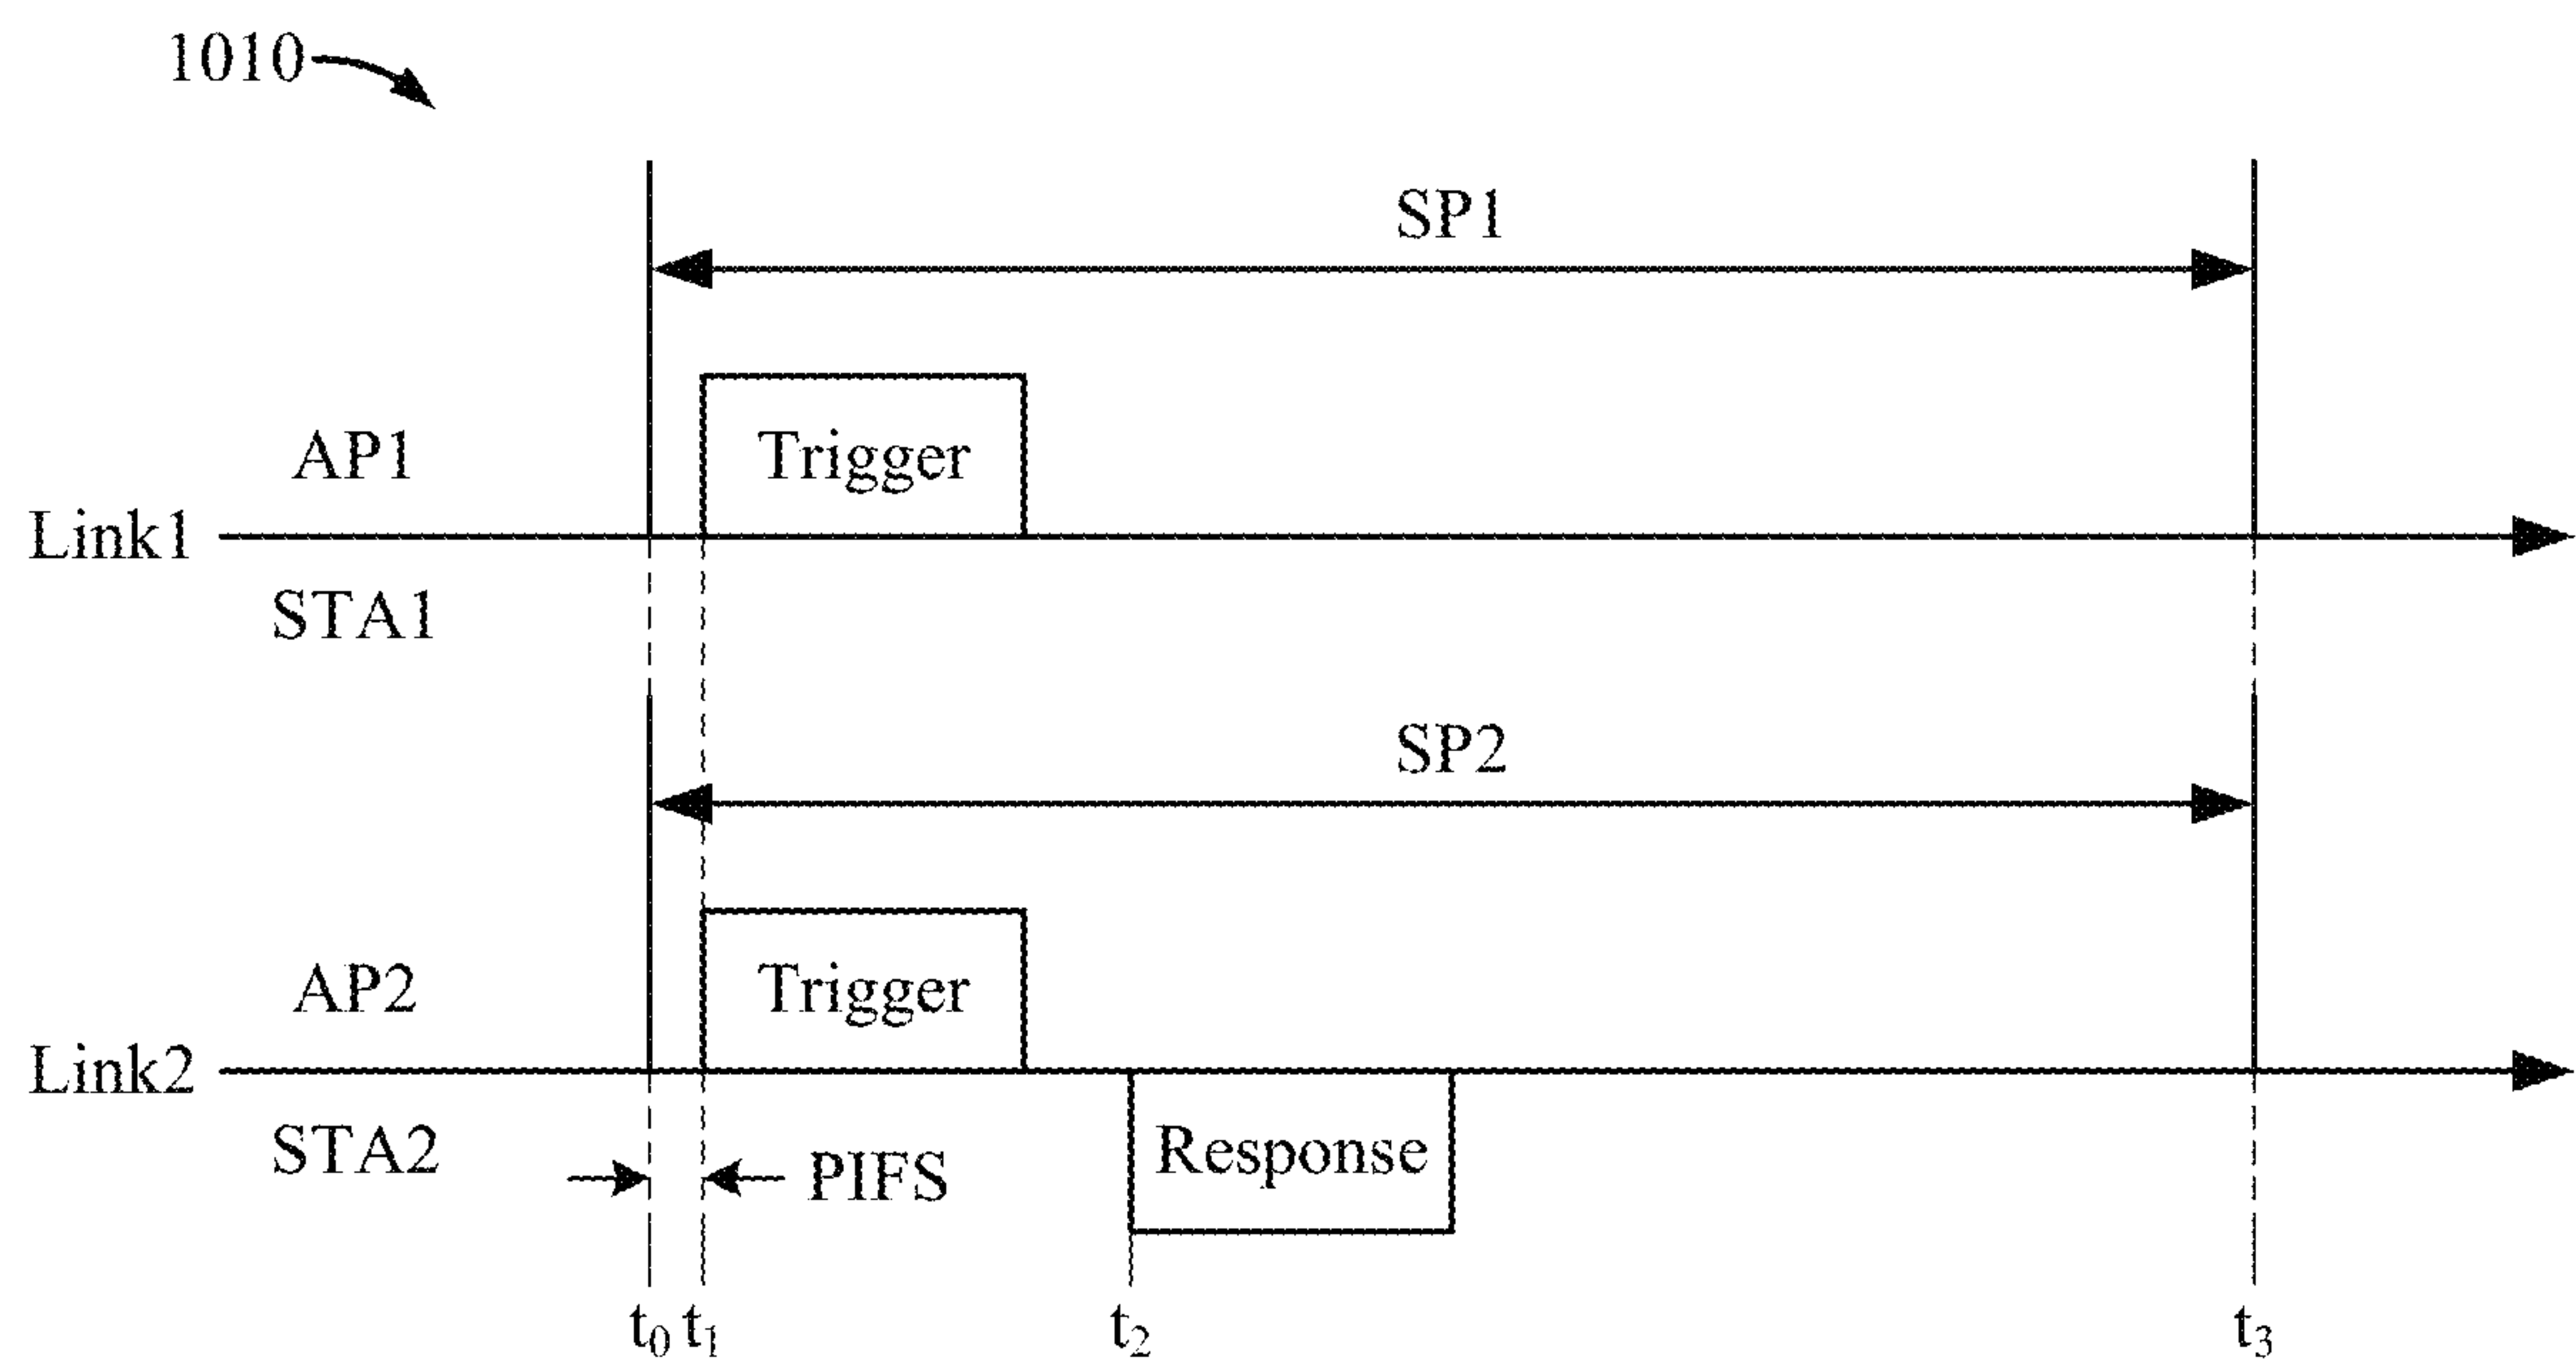 1010
SP1
AP1
Trigger
Link1
STA1
SP2
AP2
Trigger
Link2
STA2
PIFS
Response
t0 t1 t2 t3